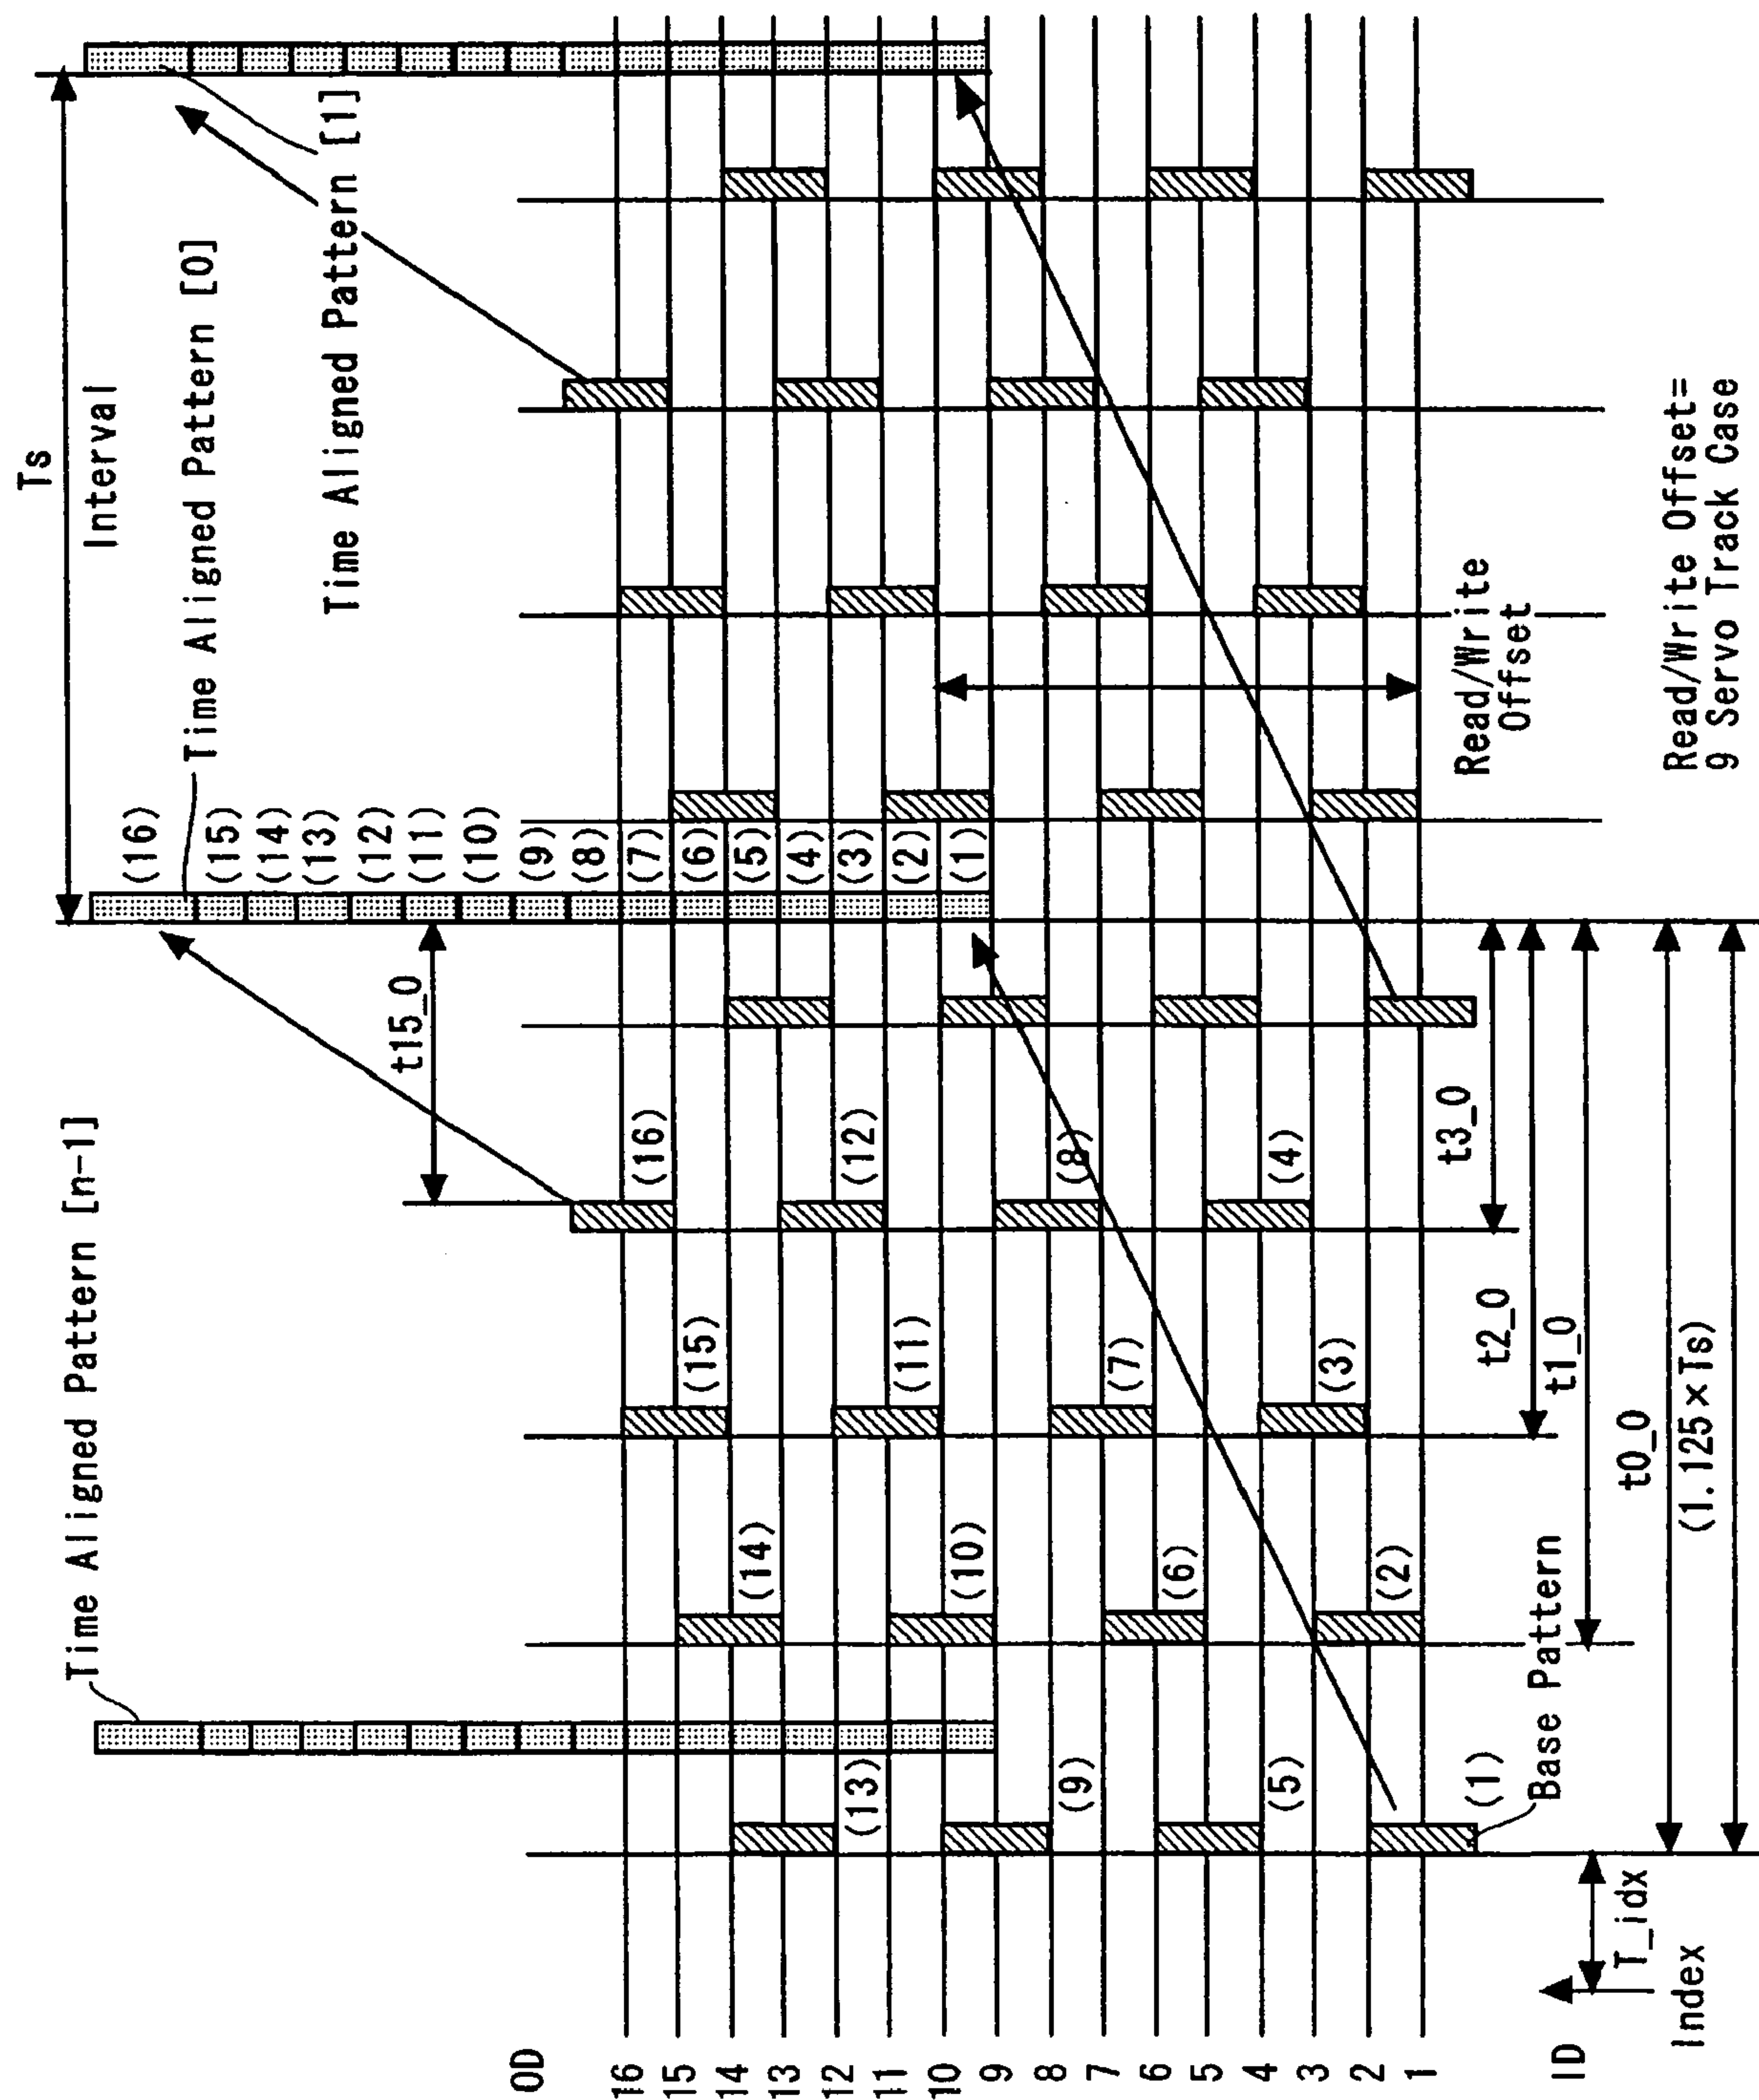 Ts
Interval
Time Aligned Pattern [n-1]
Time Aligned Pattern [0]
Time Aligned Pattern [1]
(16)
(15)
(14)
(13)
(12)
(11)
(10)
(9)
(8)
(7)
(6)
(5)
(4)
(3)
(2)
(1)
t15_0
OD
16
15
14
13
12
11
10
9
8
7
6
5
4
3
2
1
ID
(13)
(9)
(5)
(1)
(14)
(10)
(6)
(2)
(15)
(11)
(7)
(3)
(16)
(12)
(8)
(4)
Base Pattern
Read/Write
Offset
t3_0
t2_0
t1_0
t0_0
(1.125×Ts)
T_idx
Index
Read/Write Offset=
9 Servo Track Case